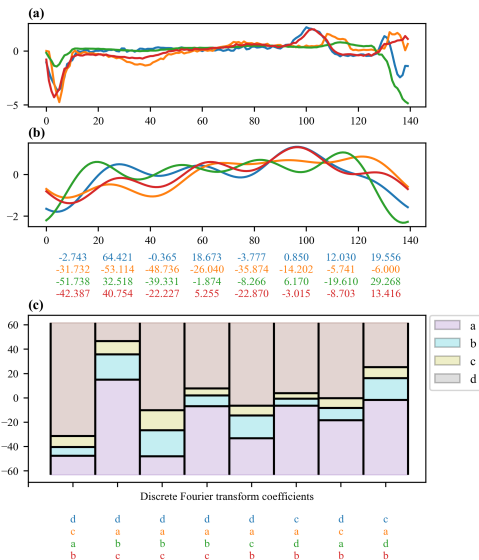 (a)
0
−5
0 20 40 60 80 100 120 140
(b)
0
−2
0 20 40 60 80 100 120 140
-2.743 64.421 -0.365 18.673 -3.777 0.850 12.030 19.556
-31.732 -53.114 -48.736 -26.040 -35.874 -14.202 -5.741 -6.000
-51.738 32.518 -39.331 -1.874 -8.266 6.170 -19.610 29.268
-42.387 40.754 -22.227 5.255 -22.870 -3.015 -8.703 13.416
(c)
60
40
20
0
−20
−40
−60
a
b
c
d
Discrete Fourier transform coefficients
d d d d d c d c
c a a a a a c a
a b b b c d a d
b c c c b b b b